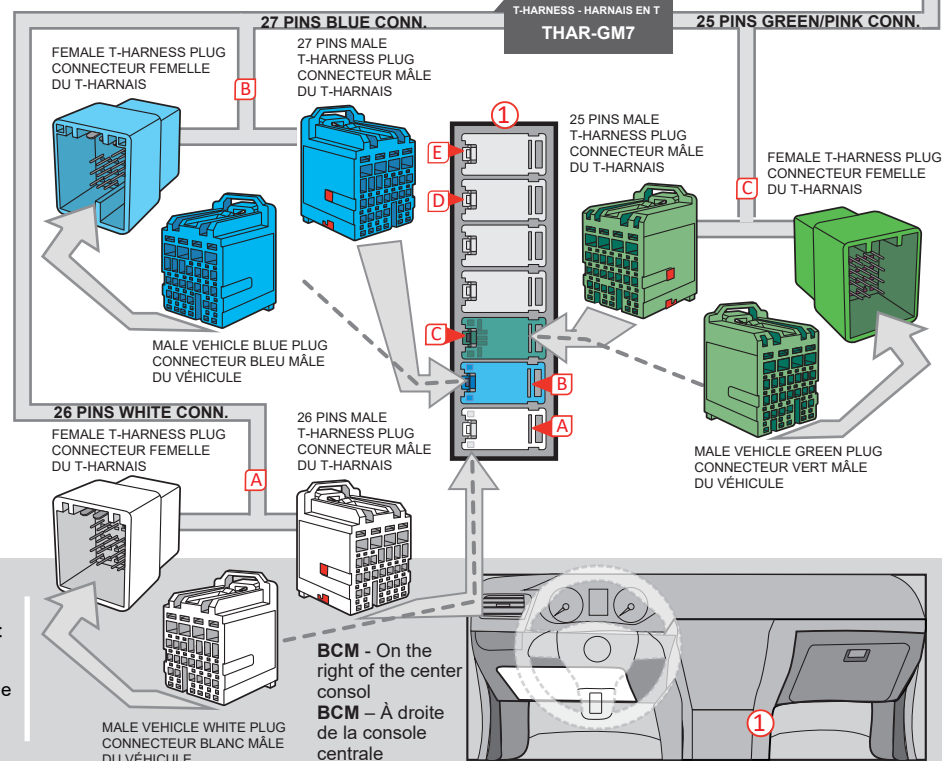 T-HARNESS - HARNAIS EN T
THAR-GM7
27 PINS BLUE CONN.
25 PINS GREEN/PINK CONN.
FEMALE T-HARNESS PLUG
CONNECTEUR FEMELLE
DU T-HARNAIS
B
27 PINS MALE
T-HARNESS PLUG
CONNECTEUR MÂLE
DU T-HARNAIS
1
E
D
C
B
A
25 PINS MALE
T-HARNESS PLUG
CONNECTEUR MÂLE
DU T-HARNAIS
C
FEMALE T-HARNESS PLUG
CONNECTEUR FEMELLE
DU T-HARNAIS
MALE VEHICLE BLUE PLUG
CONNECTEUR BLEU MÂLE
DU VÉHICULE
MALE VEHICLE GREEN PLUG
CONNECTEUR VERT MÂLE
DU VÉHICULE
26 PINS WHITE CONN.
FEMALE T-HARNESS PLUG
CONNECTEUR FEMELLE
DU T-HARNAIS
A
26 PINS MALE
T-HARNESS PLUG
CONNECTEUR MÂLE
DU T-HARNAIS
e
MALE VEHICLE WHITE PLUG
CONNECTEUR BLANC MÂLE
DU VÉHICULE
BCM - On the
right of the center
consol
BCM – À droite
de la console
centrale
1